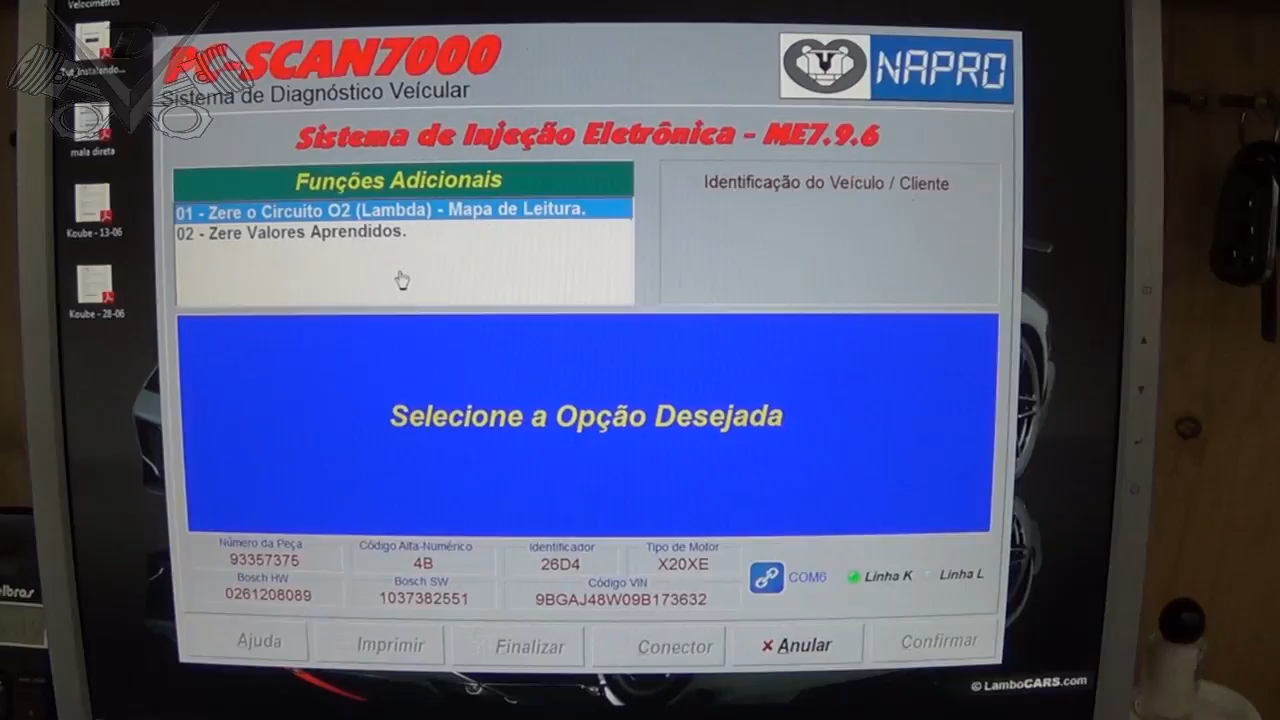 Velocimetros
Tut_Instalando...
mala direta
Koube - 13-06
Koube - 28-06
PC-SCAN7000
Sistema de Diagnóstico Veícular
NAPRO
Sistema de Injeção Eletrônica - ME7.9.6
Funções Adicionais
01 - Zere o Circuito O2 (Lambda) - Mapa de Leitura.
02 - Zere Valores Aprendidos.
Identificação do Veículo / Cliente
Selecione a Opção Desejada
Número da Peça
93357375
Código Alfa-Numérico
4B
Identificador
26D4
Tipo de Motor
X20XE
Bosch HW
0261208089
Bosch SW
1037382551
Código VIN
9BGAJ48W09B173632
COM6
Linha K
Linha L
Ajuda
Imprimir
Finalizar
Conector
Anular
Confirmar
© LamboCARS.com